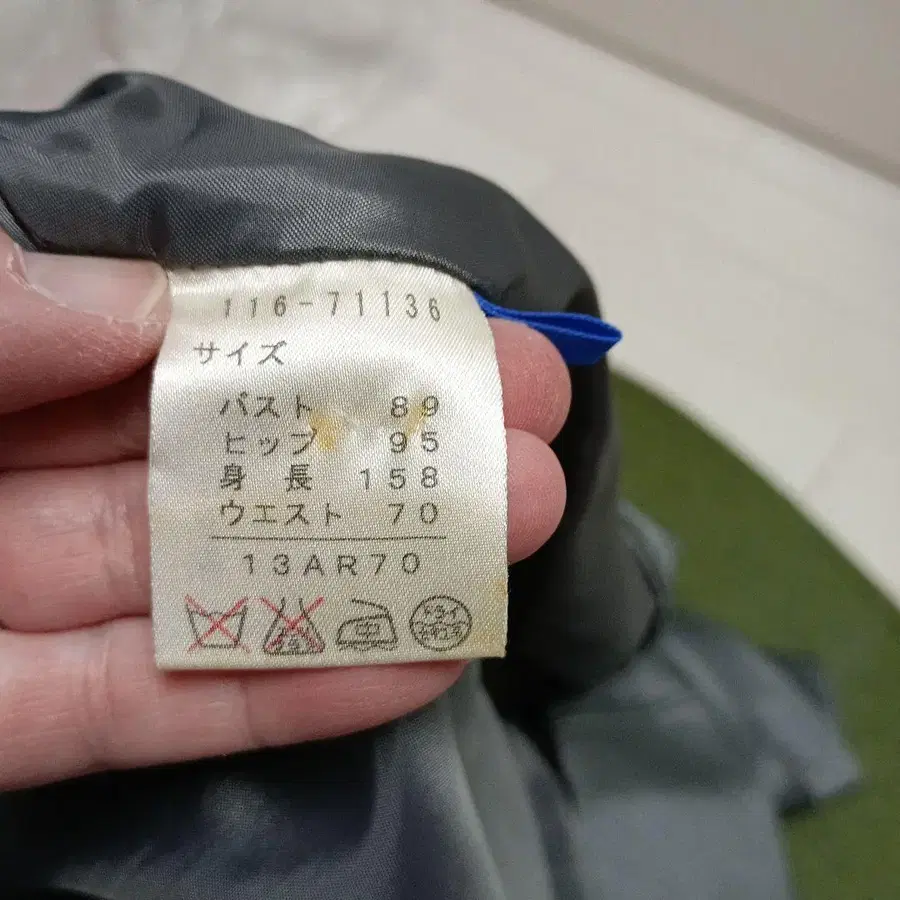 116-71136
サイズ
バスト 89
ヒップ 95
身長 158
ウエスト 70
13AR70
中